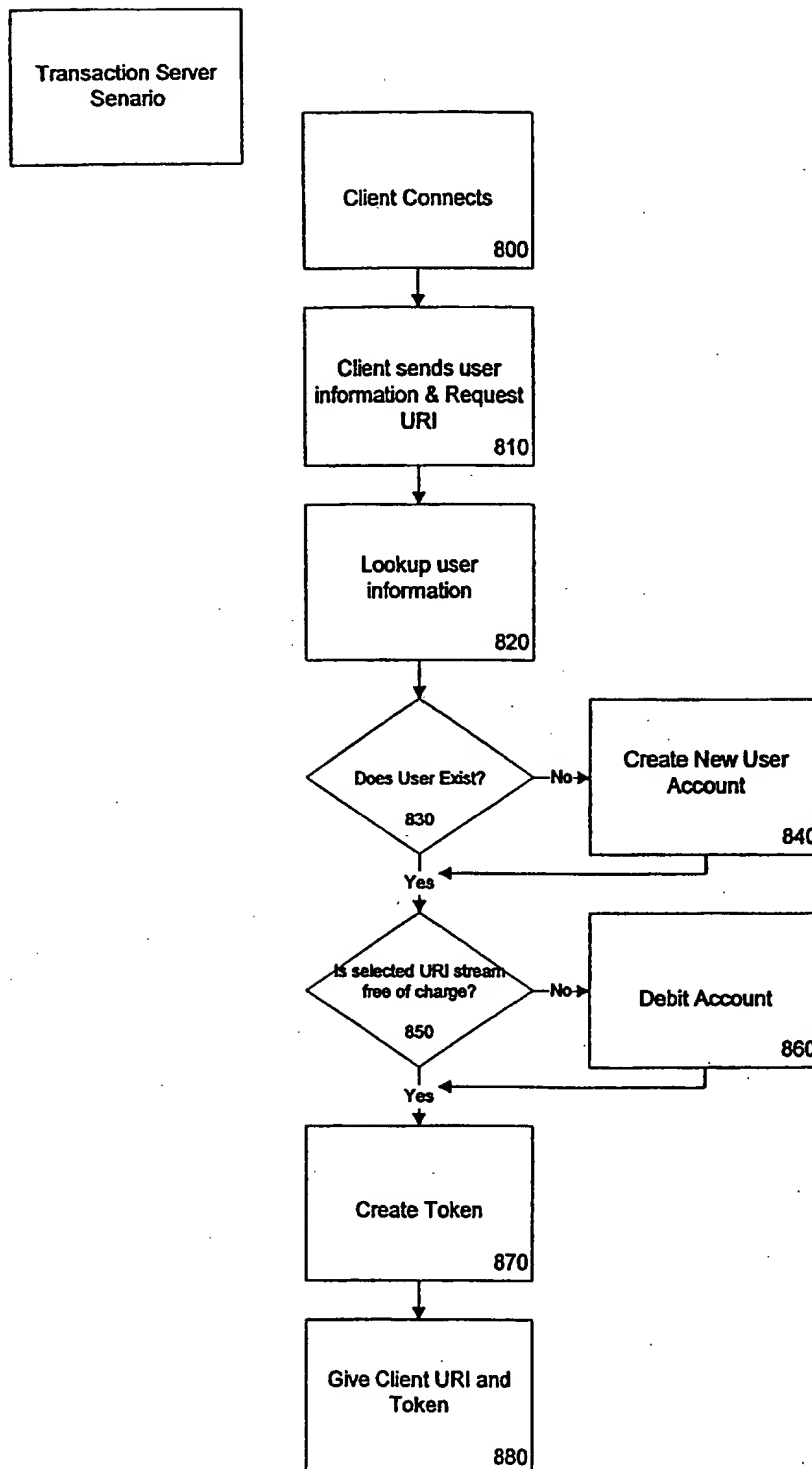 Transaction Server
Senario
Client Connects
800
Client sends user
information & Request
URI
810
Lookup user
information
820
Does User Exist?
830
No
Create New User
Account
840
Yes
Is selected URI stream
free of charge?
850
No
Debit Account
860
Yes
Create Token
870
Give Client URI and
Token
880